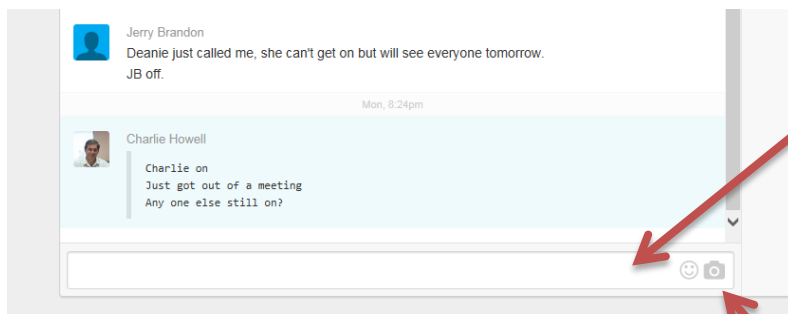 Jerry Brandon
Deanie just called me, she can't get on but will see everyone tomorrow.
JB off.
Mon, 8:24pm
Charlie Howell
Charlie on
Just got out of a meeting
Any one else still on?